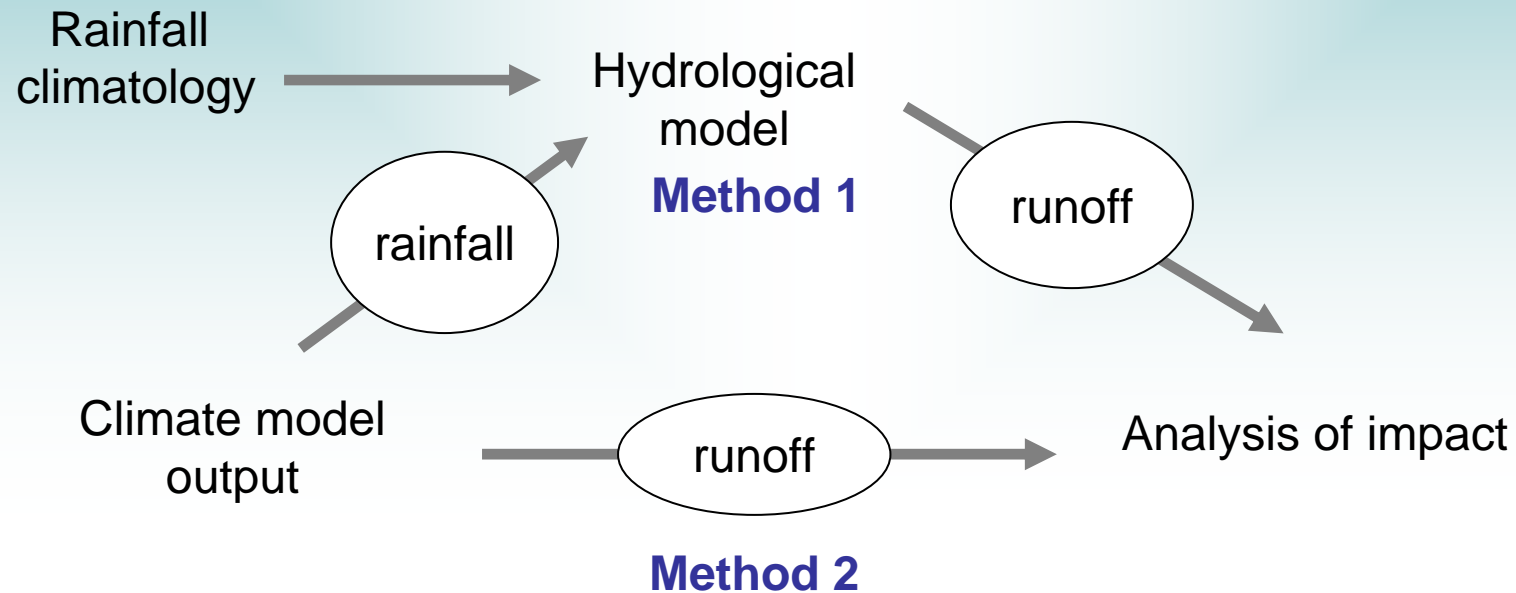 Rainfall
climatology
Hydrological
model
Method 1
rainfall
runoff
Climate model
output
runoff
Analysis of impact
Method 2